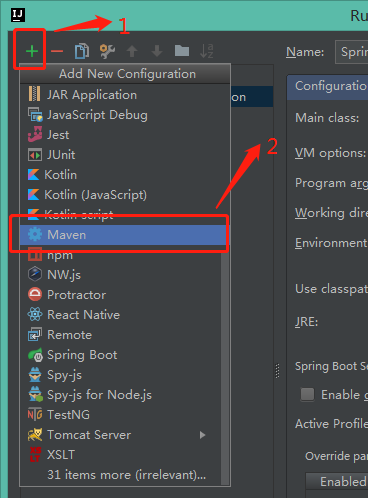 IJ
Ru
1
Name: Sprin
Add New Configuration
JAR Application
Configuratio
on
JavaScript Debug
Main class:
Jest
JUnit
VM options:
Kotlin
Program arg
Kotlin (JavaScript)
2
Working dire
Kotlin script
Maven
Environment
npm
NW.js
Protractor
Use classpat
React Native
JRE:
Remote
Spring Boot
Spring Boot Se
Spy-js
Enable d
Spy-js for Node.js
TestNG
Active Profile
Tomcat Server
XSLT
Override par
31 items more (irrelevant)...
Enabled